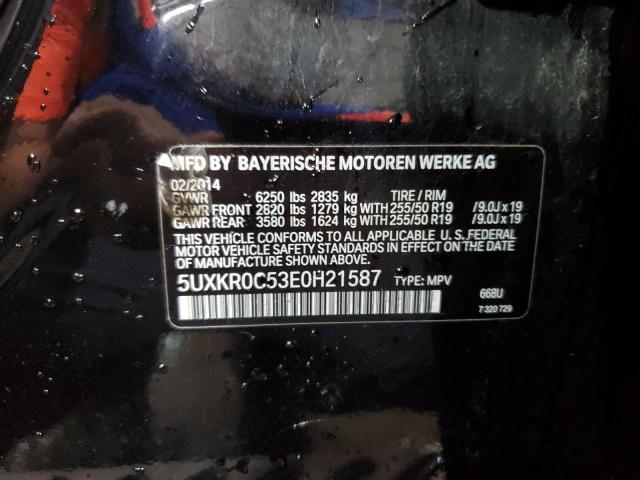 MFD BY BAYERISCHE MOTOREN WERKE AG
02/2014
GVWR 6250 lbs 2835 kg TIRE / RIM
GAWR FRONT 2820 lbs 1279 kg WITH 255/50 R19 /9.0J x 19
GAWR REAR 3580 lbs 1624 kg WITH 255/50 R19 /9.0J x 19
THIS VEHICLE CONFORMS TO ALL APPLICABLE U.S. FEDERAL
MOTOR VEHICLE SAFETY STANDARDS IN EFFECT ON THE DATE
OF MANUFACTURE SHOWN ABOVE.
5UXKR0C53E0H21587 TYPE: MPV
668U
7 320 729